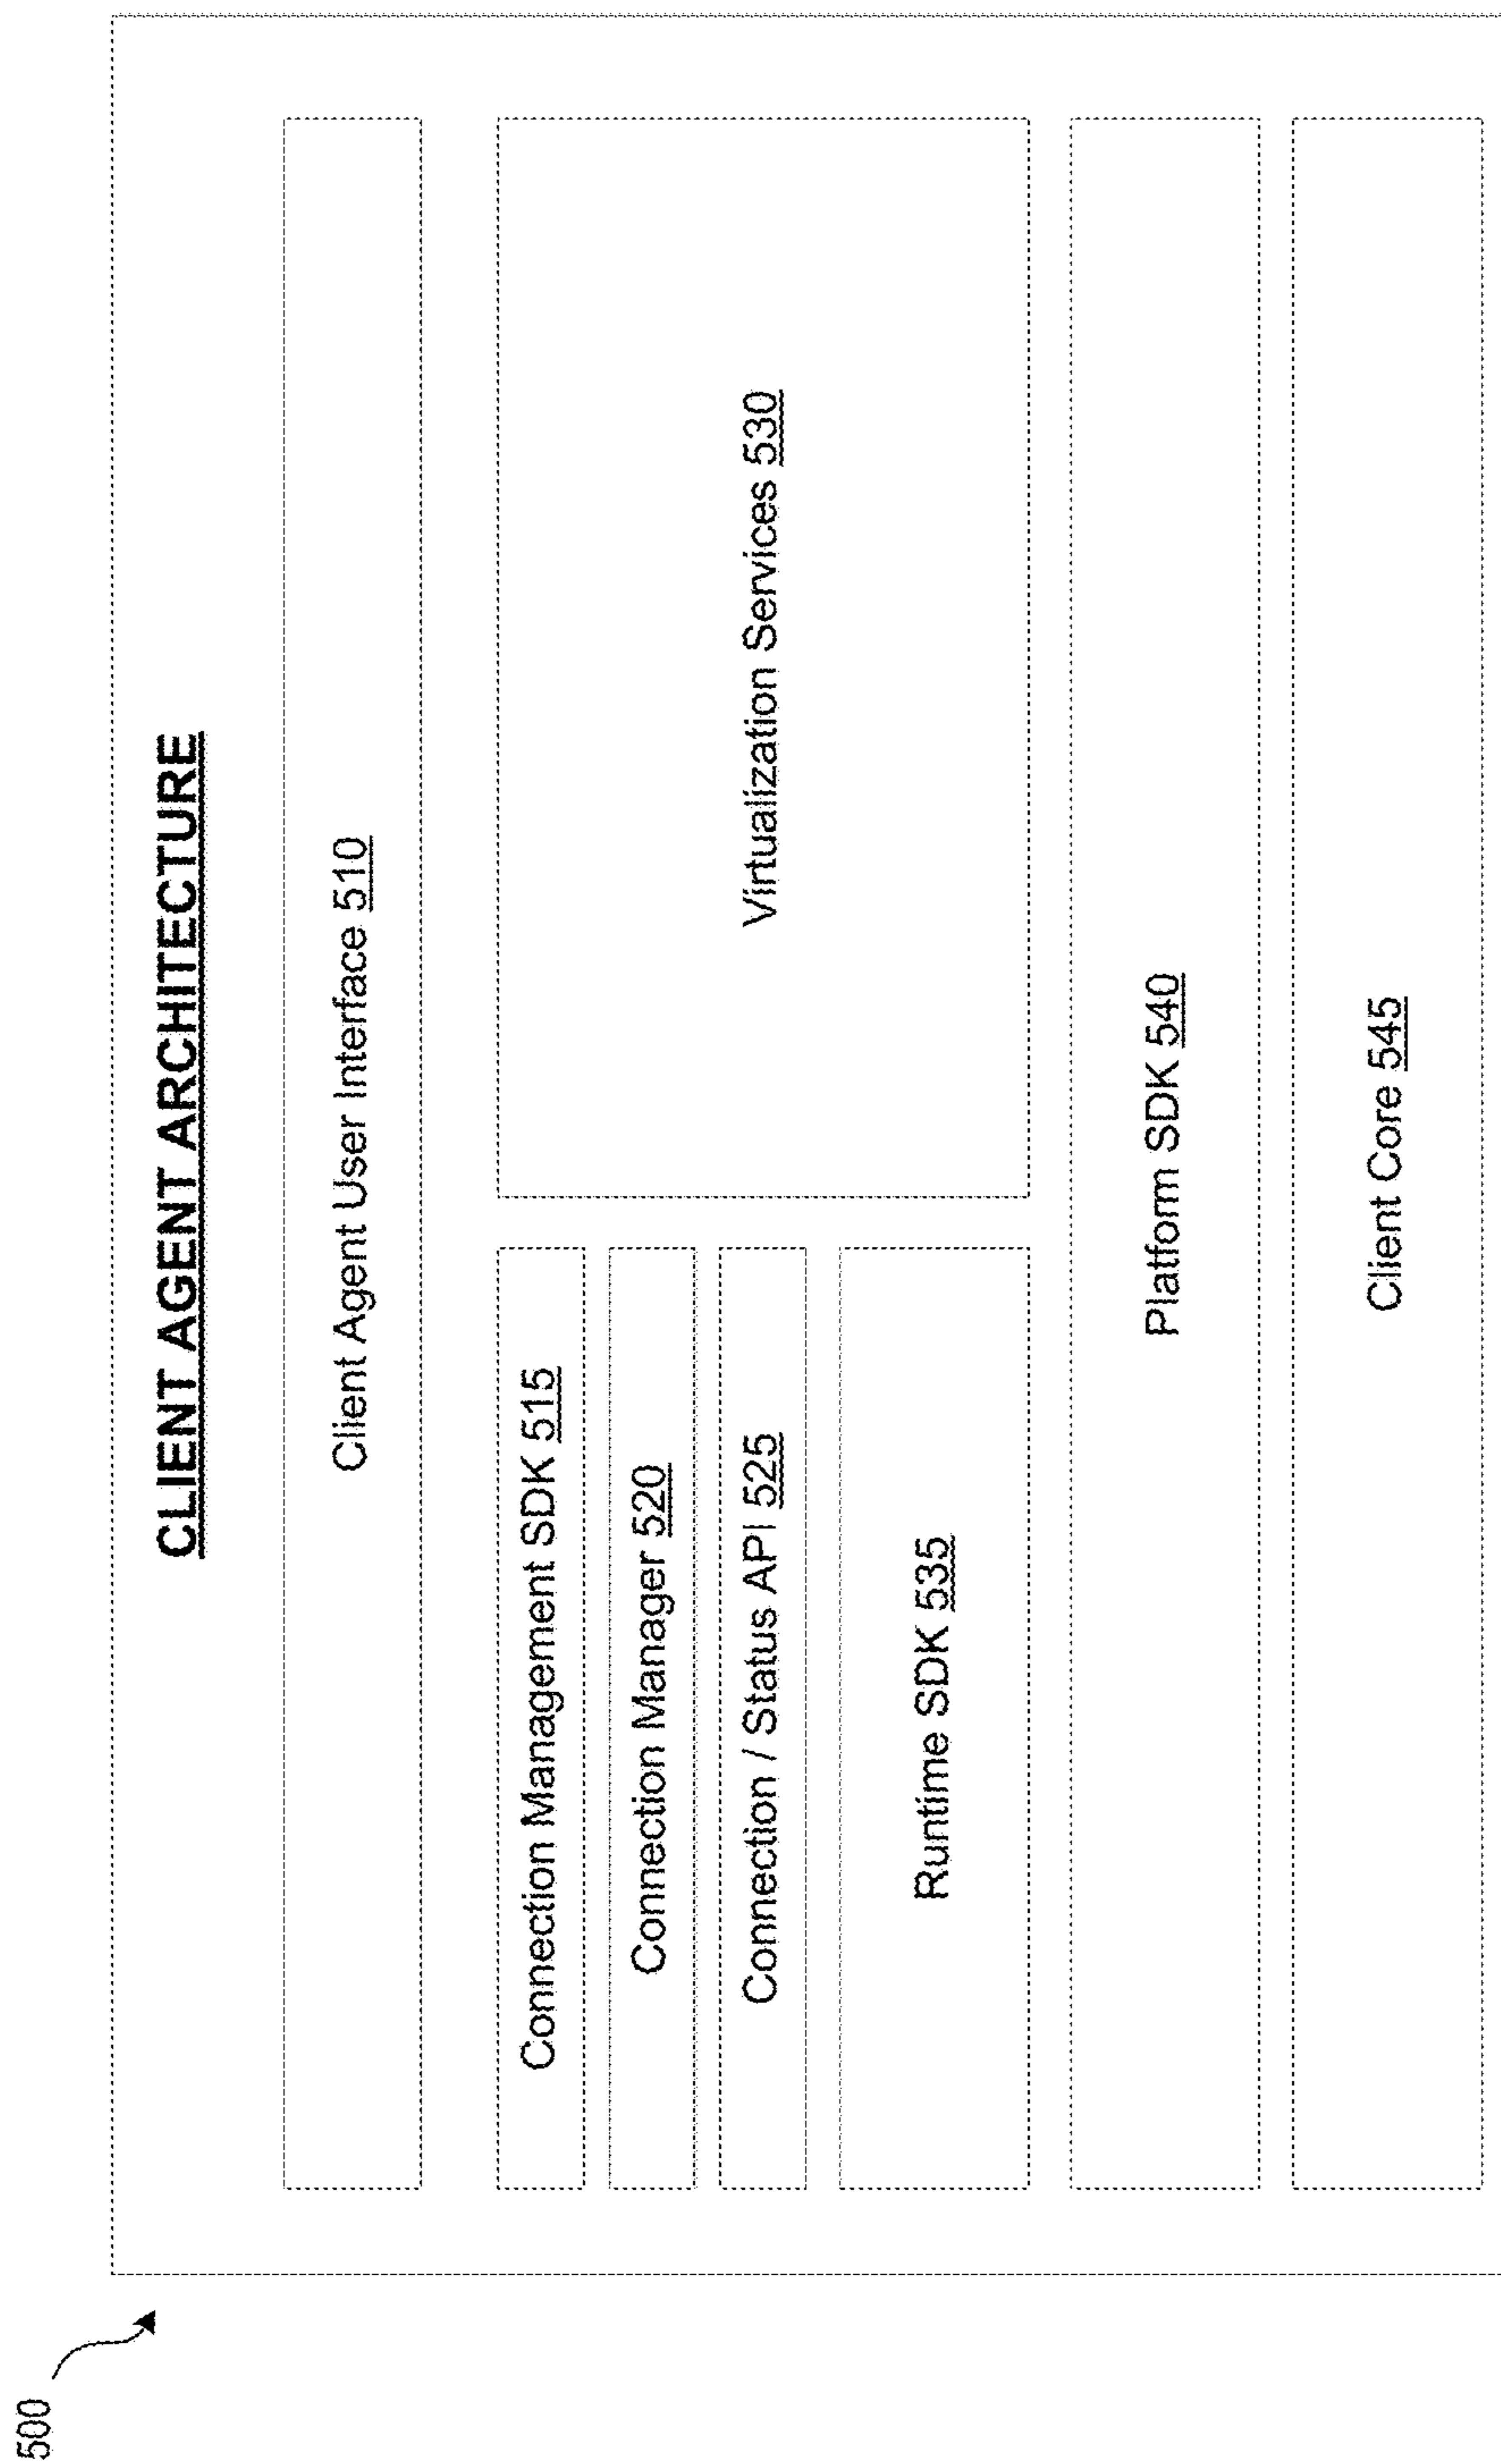 500
CLIENT AGENT ARCHITECTURE
Client Agent User Interface 510
Connection Management SDK 515
Connection Manager 520
Connection / Status API 525
Runtime SDK 535
Virtualization Services 530
Platform SDK 540
Client Core 545